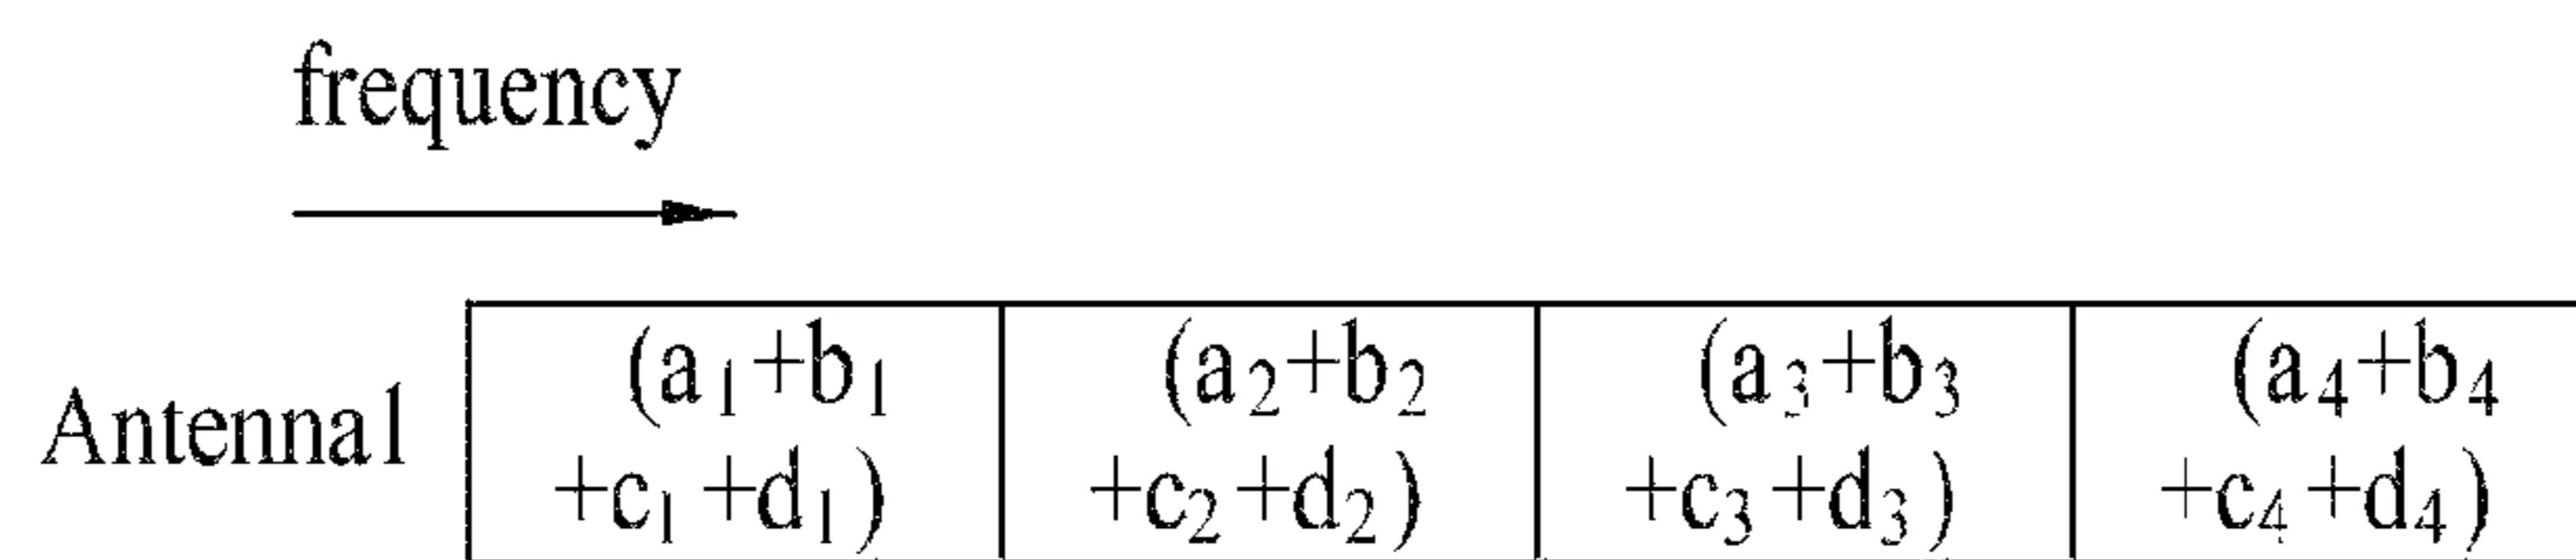 frequency
(a₁+b₁ (a₂+b₂ (a₃+b₃ (a₄+b₄
Antenna1 +c₁+d₁) +c₂+d₂) +c₃+d₃) +c₄+d₄)